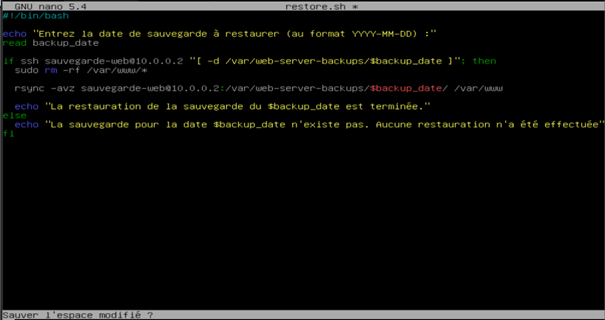 GNU nano 5.4 restore.sh *
#!/bin/bash
echo "Entrez la date de sauvegarde à restaurer (au format YYYY-MM-DD) :"
read backup_date
if ssh sauvegarde-web@10.0.0.2 "[ -d /var/web-server-backups/$backup_date ]"; then
sudo rm -rf /var/www/*
rsync -avz sauvegarde-web@10.0.0.2:/var/web-server-backups/$backup_date/ /var/www
echo "La restauration de la sauvegarde du $backup_date est terminée."
else
echo "La sauvegarde pour la date $backup_date n'existe pas. Aucune restauration n'a été effectuée"
fi
Sauver l'espace modifié ?